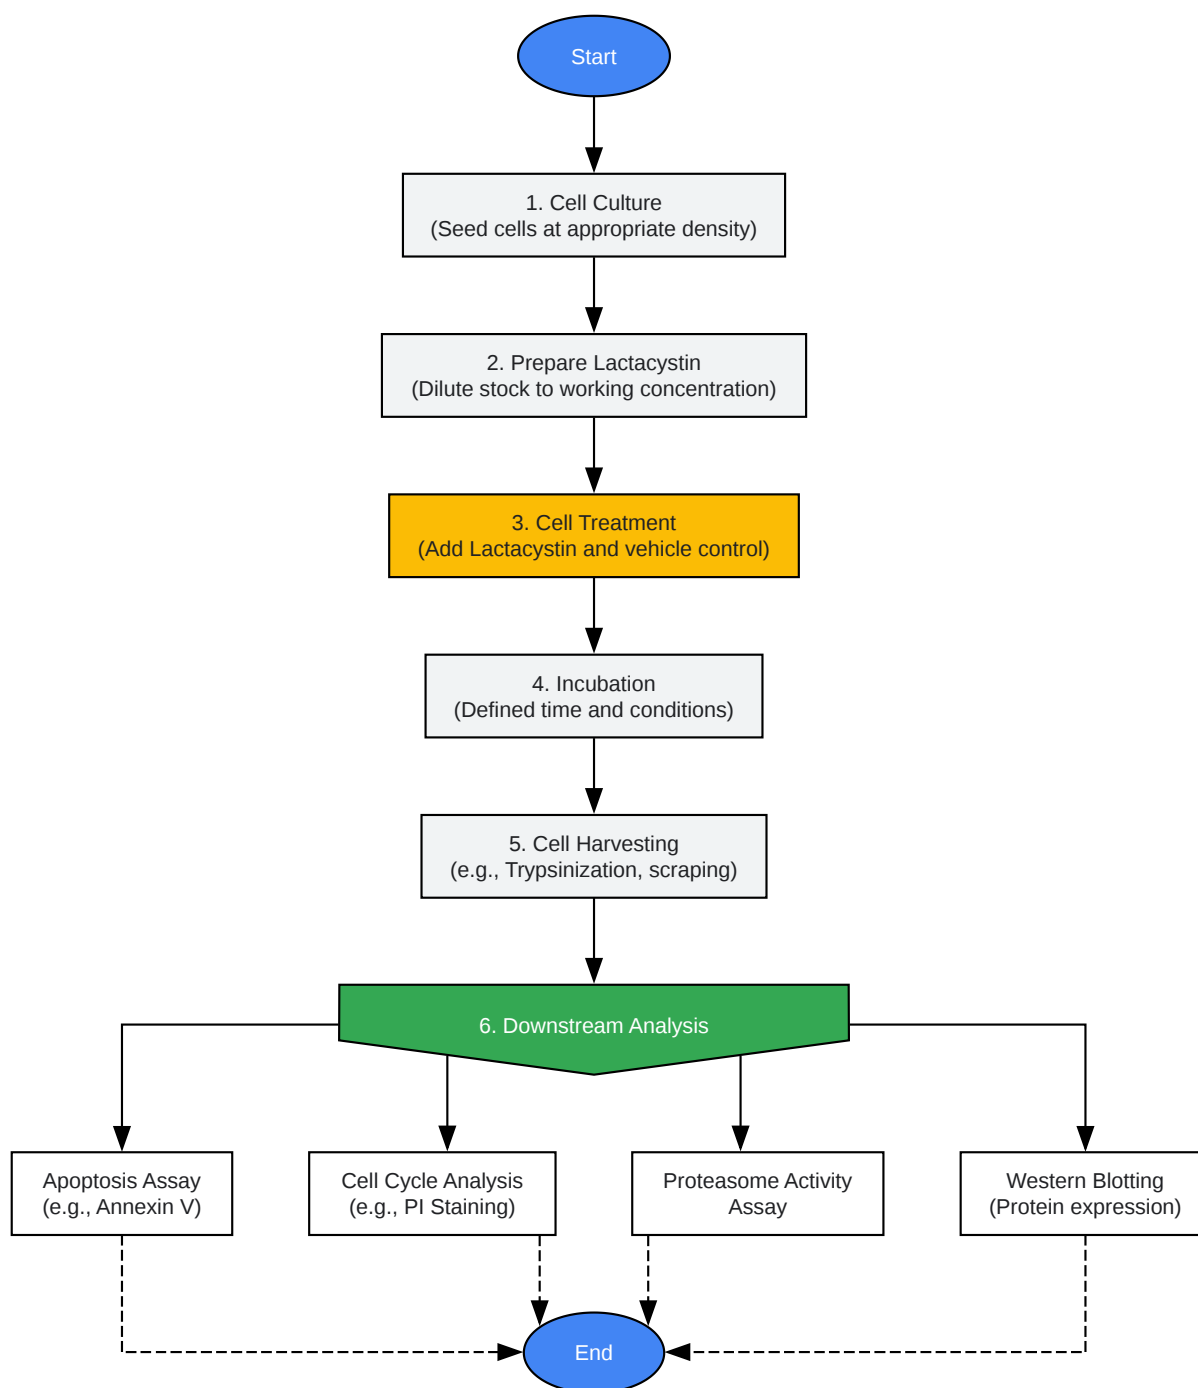 Start
1. Cell Culture
(Seed cells at appropriate density)
2. Prepare Lactacystin
(Dilute stock to working concentration)
3. Cell Treatment
(Add Lactacystin and vehicle control)
4. Incubation
(Defined time and conditions)
5. Cell Harvesting
(e.g., Trypsinization, scraping)
6. Downstream Analysis
Apoptosis Assay
(e.g., Annexin V)
Cell Cycle Analysis
(e.g., PI Staining)
Proteasome Activity
Assay
Western Blotting
(Protein expression)
End